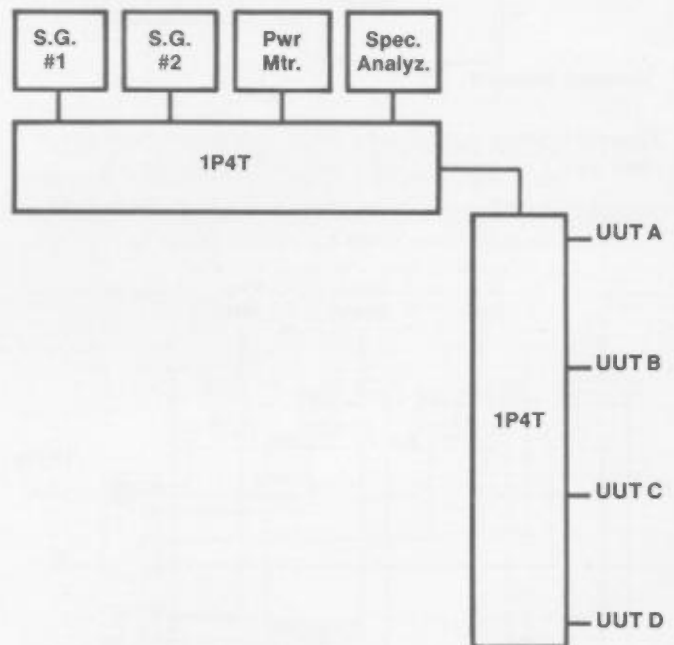 S.G.
#1
S.G.
#2
Pwr
Mtr.
Spec.
Analyz.
1P4T
UUT A
UUT B
1P4T
UUT C
UUT D